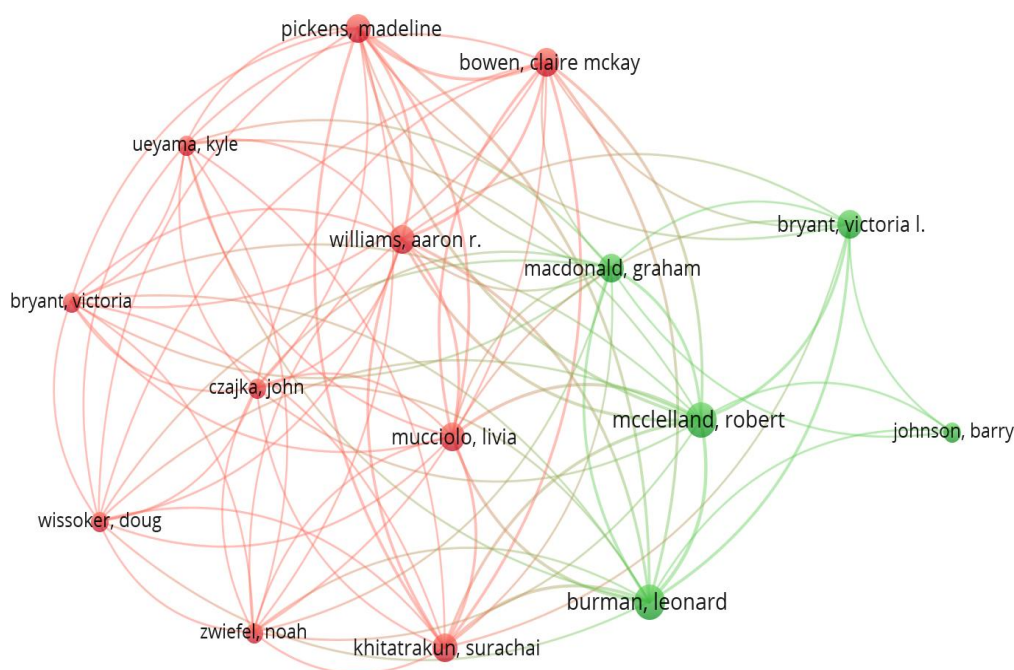 pickens, madeline
bowen, claire mckay
ueyama, kyle
bryant, victoria l.
williams, aaron r.
macdonald, graham
bryant, victoria
czajka, john
mcclelland, robert
mucciolo, livia
johnson, barry
wissoker, doug
burman, leonard
zwiefel, noah
khitatrakun, surachai